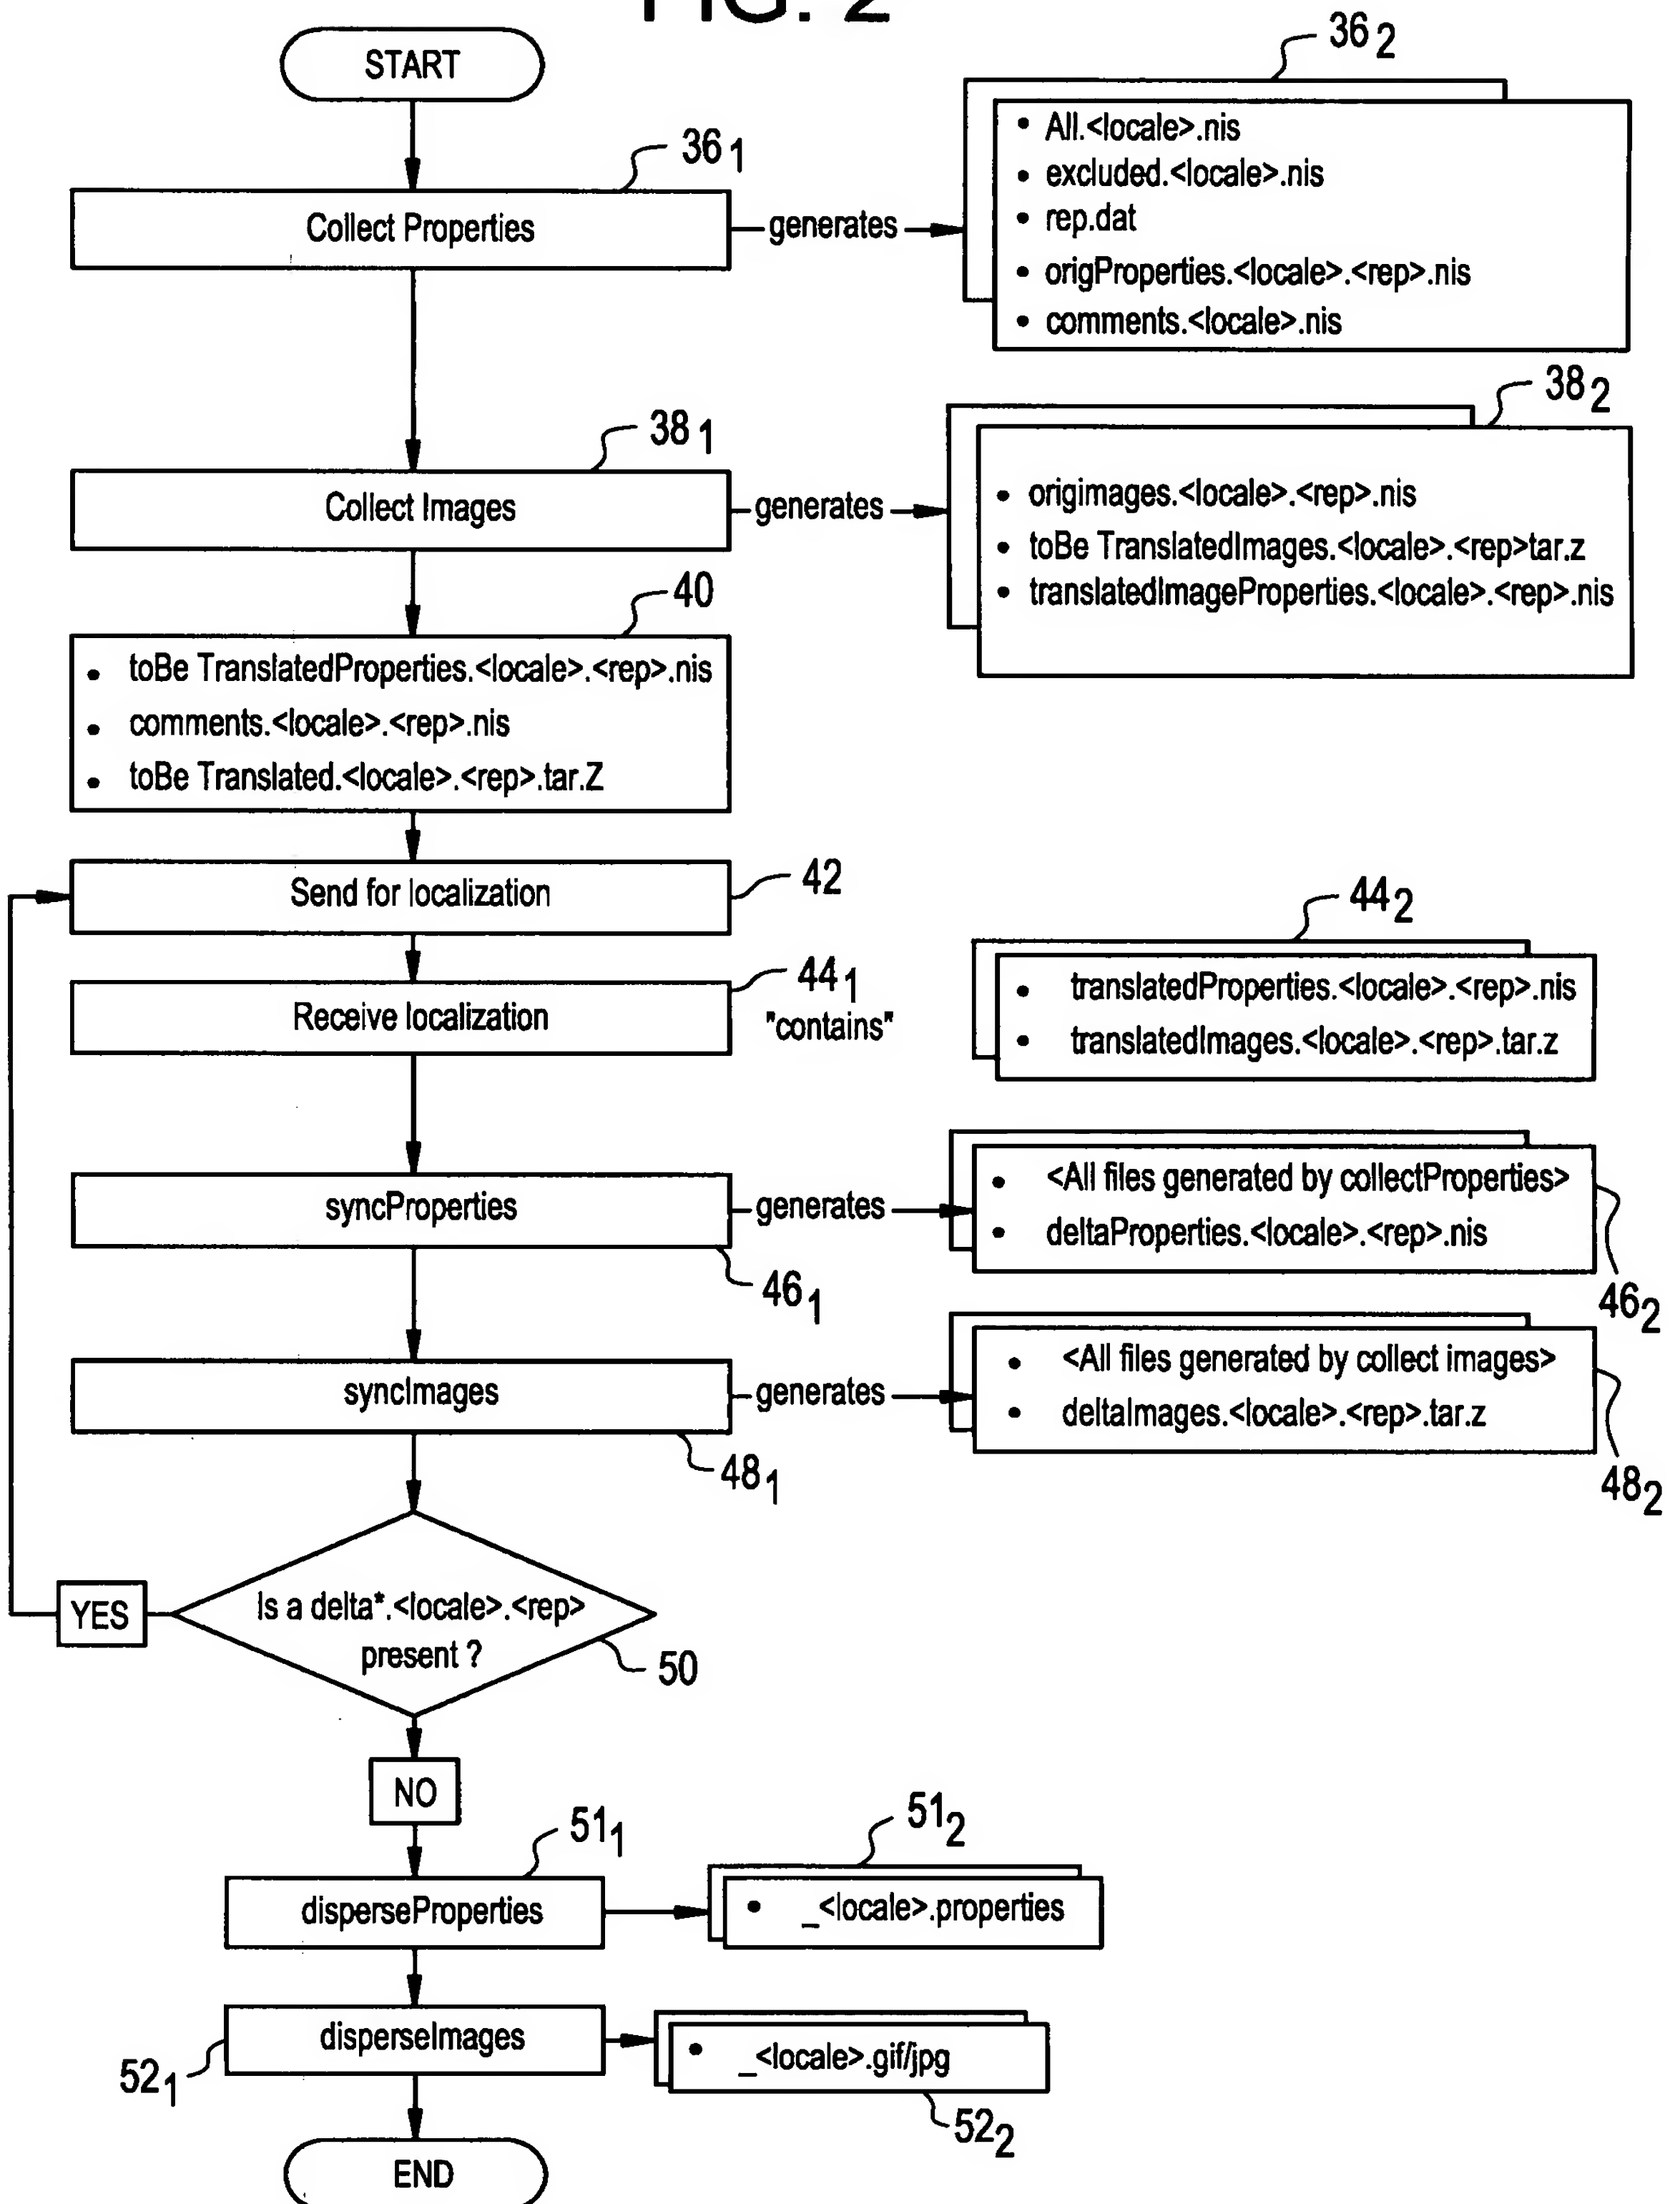 FIG. 2
START
36 2
• All.<locale>.nis
• excluded.<locale>.nis
• rep.dat
• origProperties.<locale>.<rep>.nis
• comments.<locale>.nis
36 1
Collect Properties
generates
38 2
• origimages.<locale>.<rep>.nis
• toBe TranslatedImages.<locale>.<rep>tar.z
• translatedImageProperties.<locale>.<rep>.nis
38 1
Collect Images
generates
40
• toBe TranslatedProperties.<locale>.<rep>.nis
• comments.<locale>.<rep>.nis
• toBe Translated.<locale>.<rep>.tar.Z
Send for localization
42
44 2
• translatedProperties.<locale>.<rep>.nis
• translatedImages.<locale>.<rep>.tar.z
Receive localization
44 1
"contains"
syncProperties
generates
• <All files generated by collectProperties>
• deltaProperties.<locale>.<rep>.nis
46 1
46 2
syncImages
generates
• <All files generated by collect images>
• deltaImages.<locale>.<rep>.tar.z
48 1
48 2
YES
Is a delta*.<locale>.<rep>
present ?
50
NO
51 1
51 2
disperseProperties
• _<locale>.properties
disperseImages
• _<locale>.gif/jpg
52 1
52 2
END